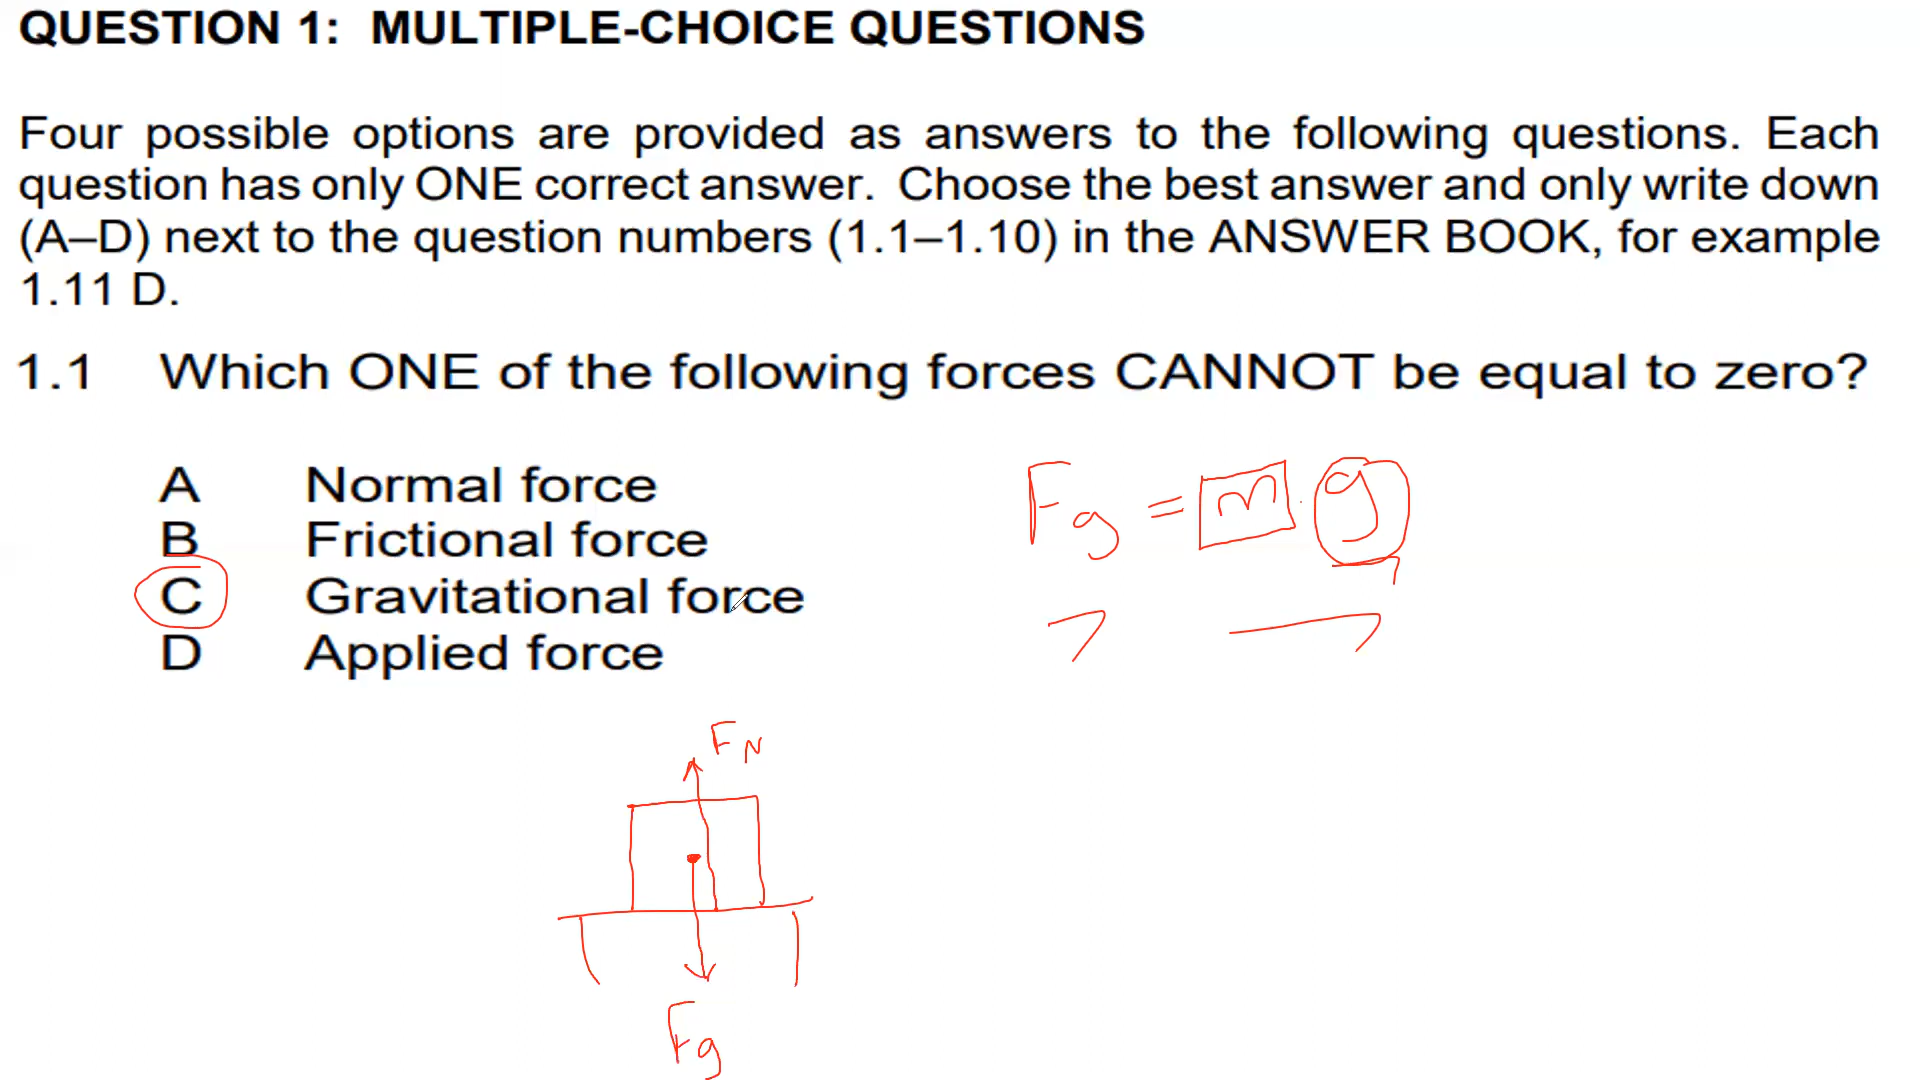 QUESTION 1: MULTIPLE-CHOICE QUESTIONS
Four possible options are provided as answers to the following questions. Each
question has only ONE correct answer. Choose the best answer and only write down
(A–D) next to the question numbers (1.1–1.10) in the ANSWER BOOK, for example
1.11 D.
1.1 Which ONE of the following forces CANNOT be equal to zero?
A Normal force
B Frictional force
C Gravitational force
D Applied force
Fg = m · g
FN
Fg